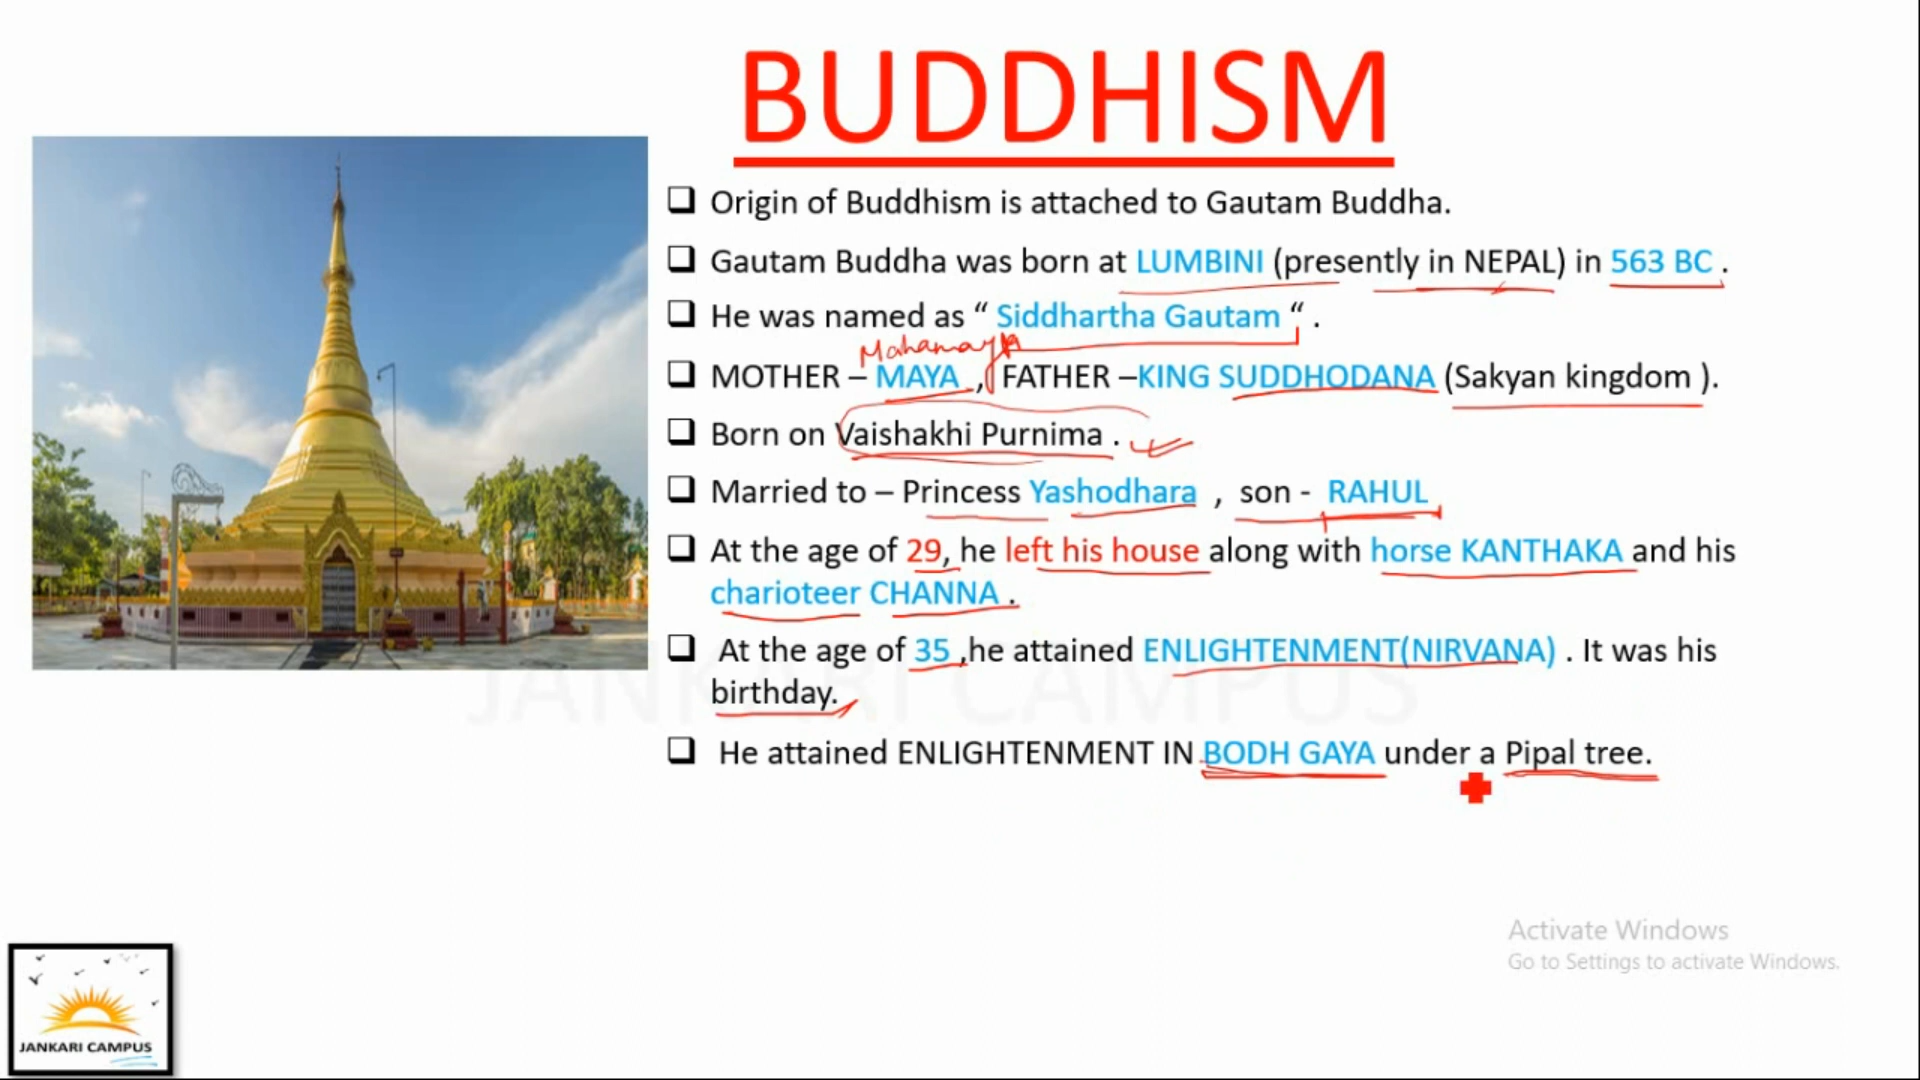 BUDDHISM
Origin of Buddhism is attached to Gautam Buddha.
Gautam Buddha was born at LUMBINI (presently in NEPAL) in 563 BC .
He was named as “ Siddhartha Gautam “ .
Mahamaya
MOTHER – MAYA , FATHER –KING SUDDHODANA (Sakyan kingdom ).
Born on Vaishakhi Purnima .
Married to – Princess Yashodhara , son - RAHUL
At the age of 29, he left his house along with horse KANTHAKA and his
charioteer CHANNA .
At the age of 35 ,he attained ENLIGHTENMENT(NIRVANA) . It was his
birthday.
He attained ENLIGHTENMENT IN BODH GAYA under a Pipal tree.
JANKARI CAMPUS
Activate Windows
Go to Settings to activate Windows.
JANKARI CAMPUS